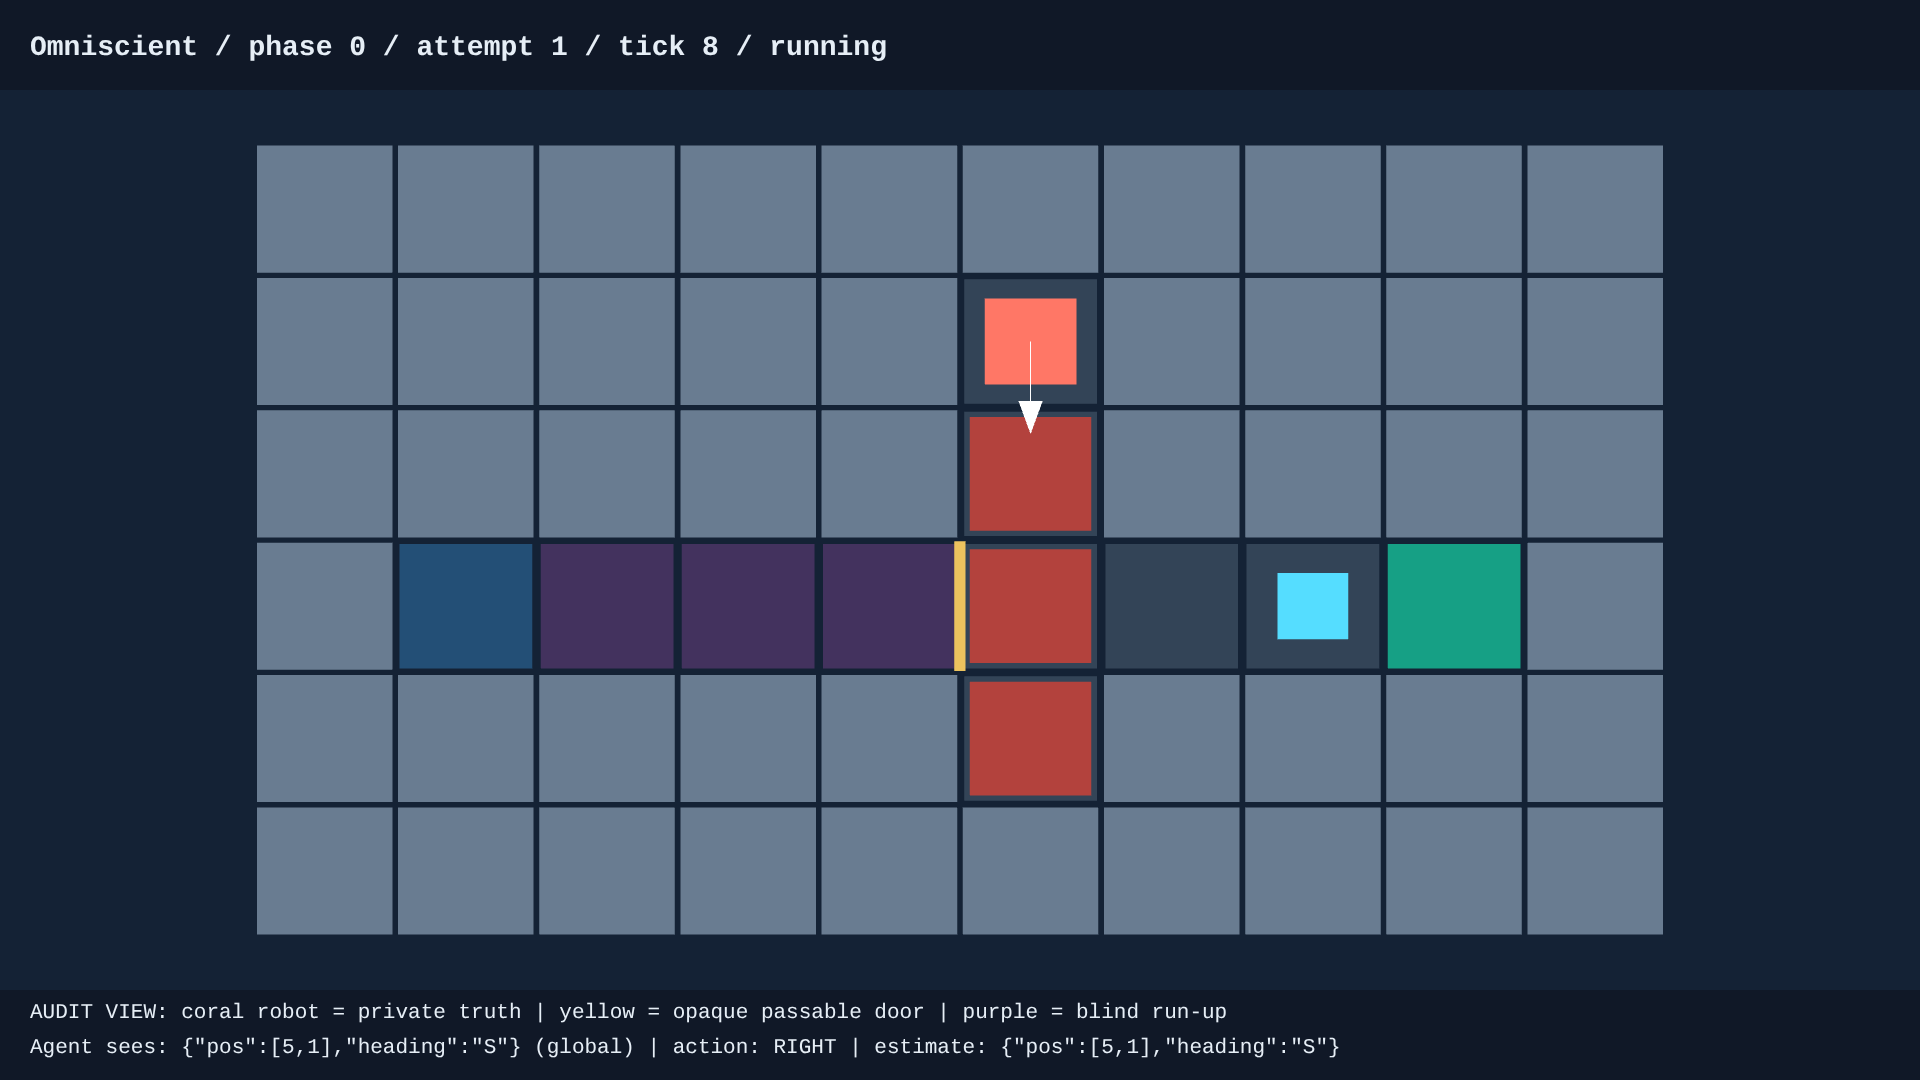 Omniscient / phase 0 / attempt 1 / tick 8 / running
AUDIT VIEW: coral robot = private truth | yellow = opaque passable door | purple = blind run-up
Agent sees: {"pos":[5,1],"heading":"S"} (global) | action: RIGHT | estimate: {"pos":[5,1],"heading":"S"}